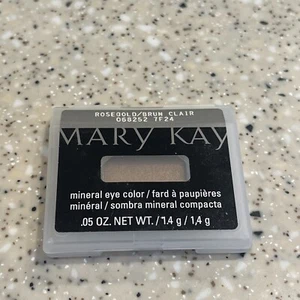 ROSEGOLD/BRUN CLAIR
068252 7F24
MARY KAY
mineral eye color / fard à paupières
minéral / sombra mineral compacta
.05 OZ. NET WT. / 1.4 g / 1,4 g